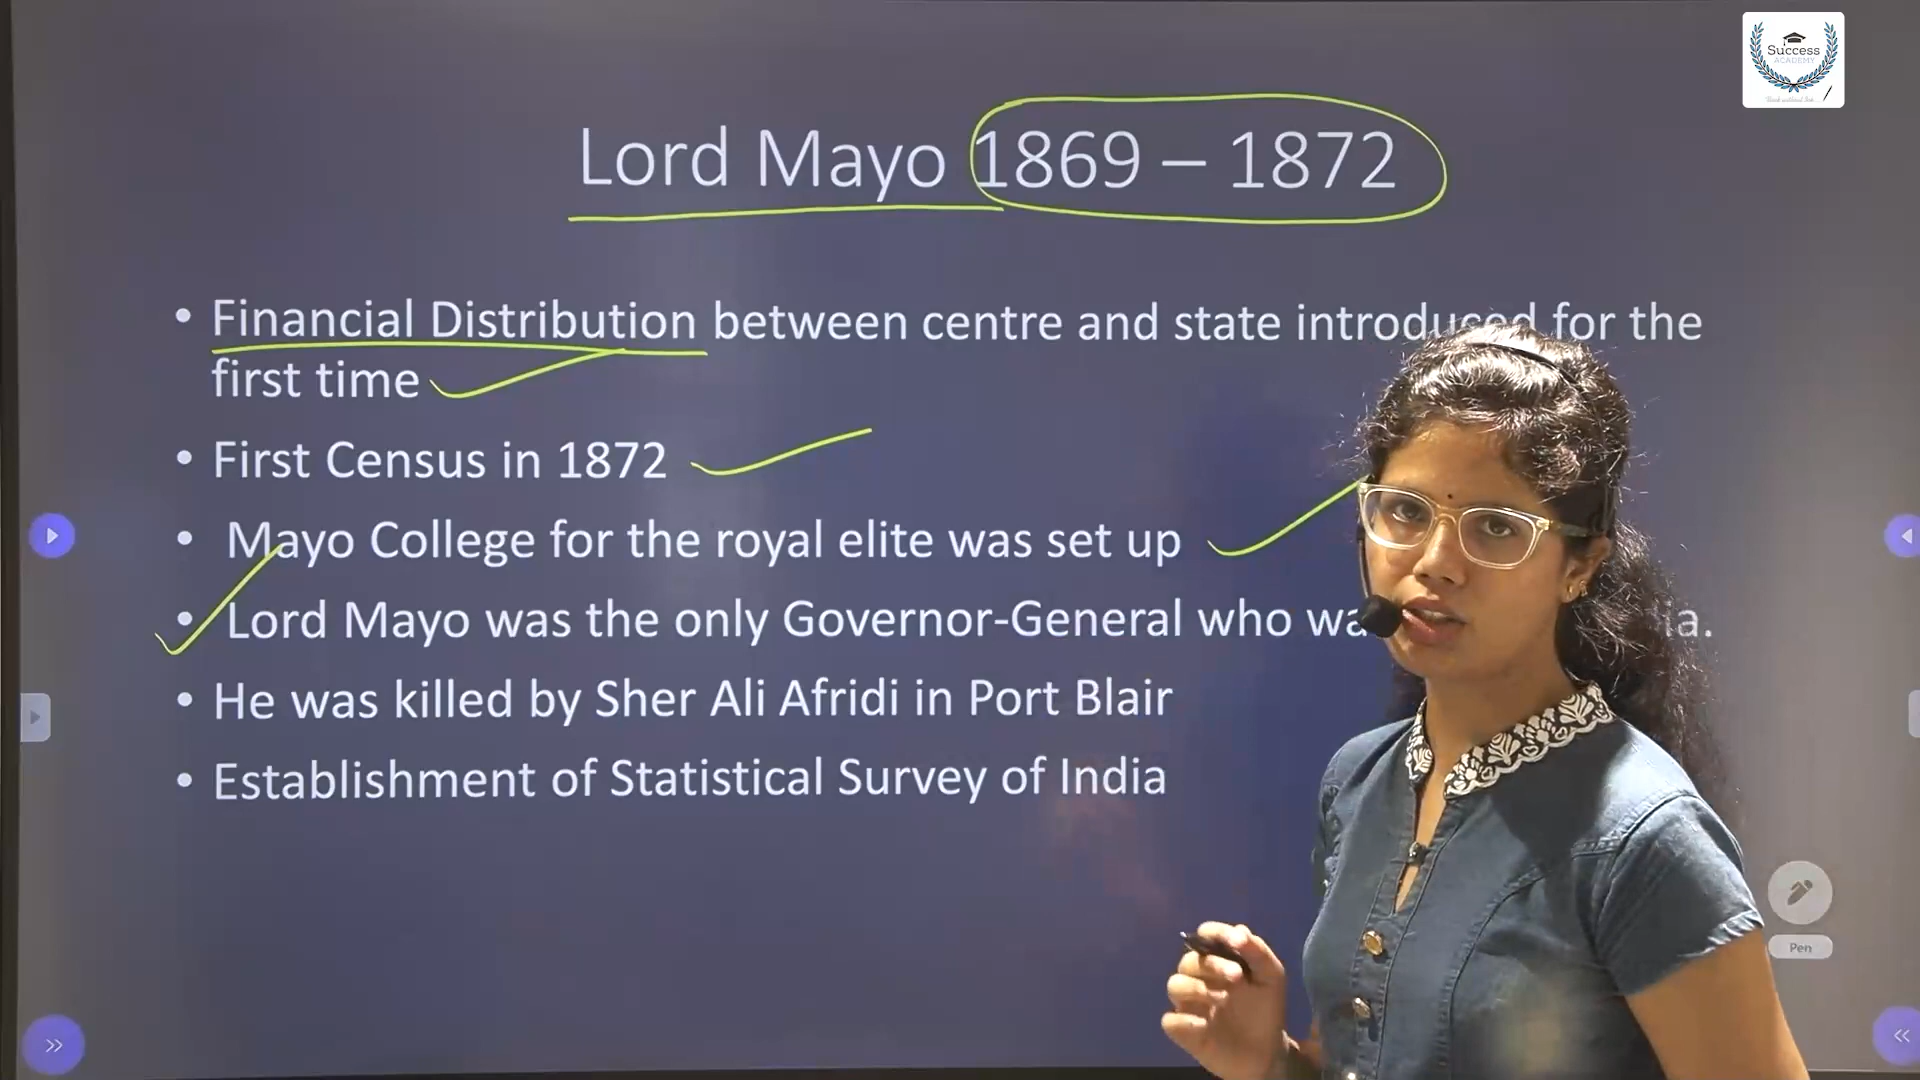 Success
ACADEMY
Lord Mayo 1869 – 1872
• Financial Distribution between centre and state introduced for the
first time
• First Census in 1872
• Mayo College for the royal elite was set up
• Lord Mayo was the only Governor-General who
• He was killed by Sher Ali Afridi in Port Blair
• Establishment of Statistical Survey of India
Pen